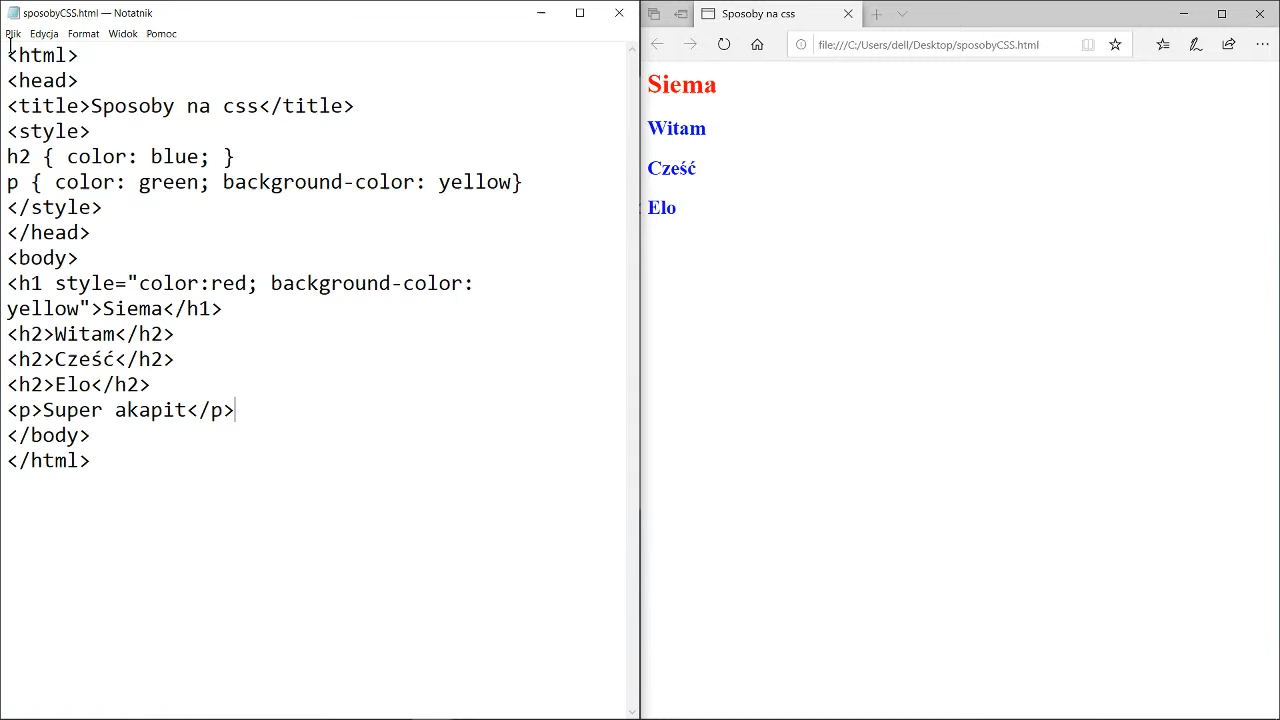 sposobyCSS.html — Notatnik
Plik Edycja Format Widok Pomoc
<html>
<head>
<title>Sposoby na css</title>
<style>
h2 { color: blue; }
p { color: green; background-color: yellow}
</style>
</head>
<body>
<h1 style="color:red; background-color:
yellow">Siema</h1>
<h2>Witam</h2>
<h2>Cześć</h2>
<h2>Elo</h2>
<p>Super akapit</p>
</body>
</html>
Sposoby na css
file:///C:/Users/dell/Desktop/sposobyCSS.html
Siema
Witam
Cześć
Elo